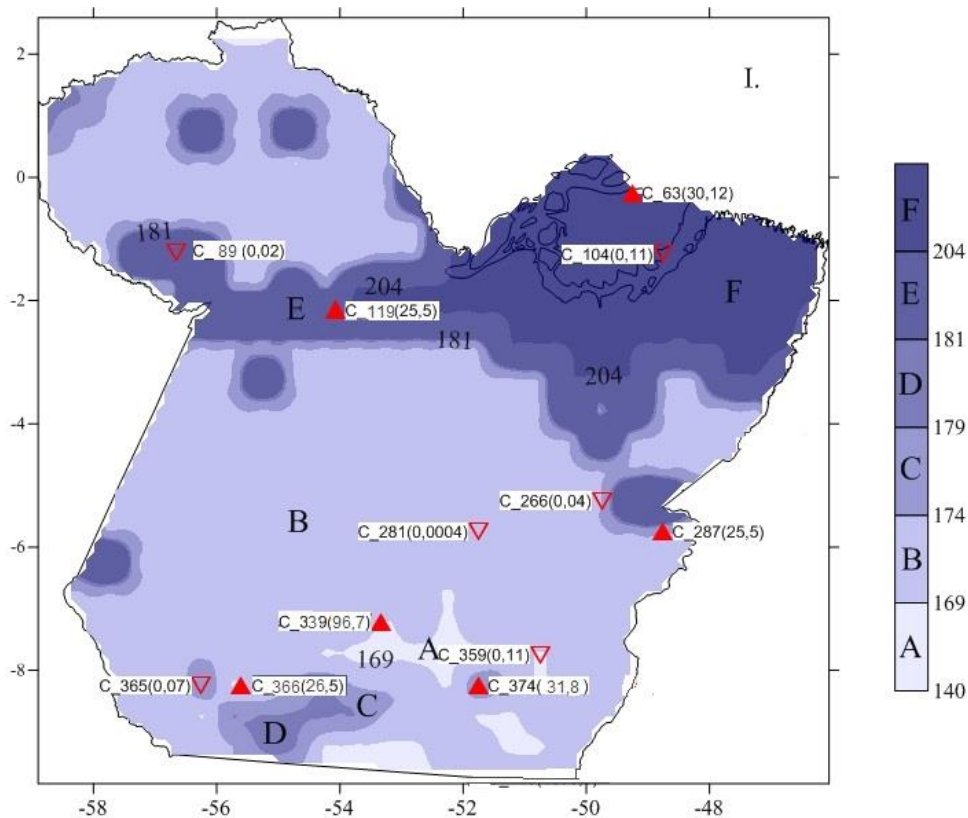 2
I.
0
C_63(30,12)
F
181
C_ 89 (0,02)
C_104(0,11)
204
204
F
E
-2
E
C_119(25,5)
181
181
D
204
179
-4
C
C_266(0,04)
174
B
C_281(0,0004)
C_287(25,5)
B
-6
169
C_339(96,7)
A
A
169
C_359(0,11)
140
-8
C_365(0,07)
C_366(26,5)
C_374( 31,8)
C
D
-58
-56
-54
-52
-50
-48